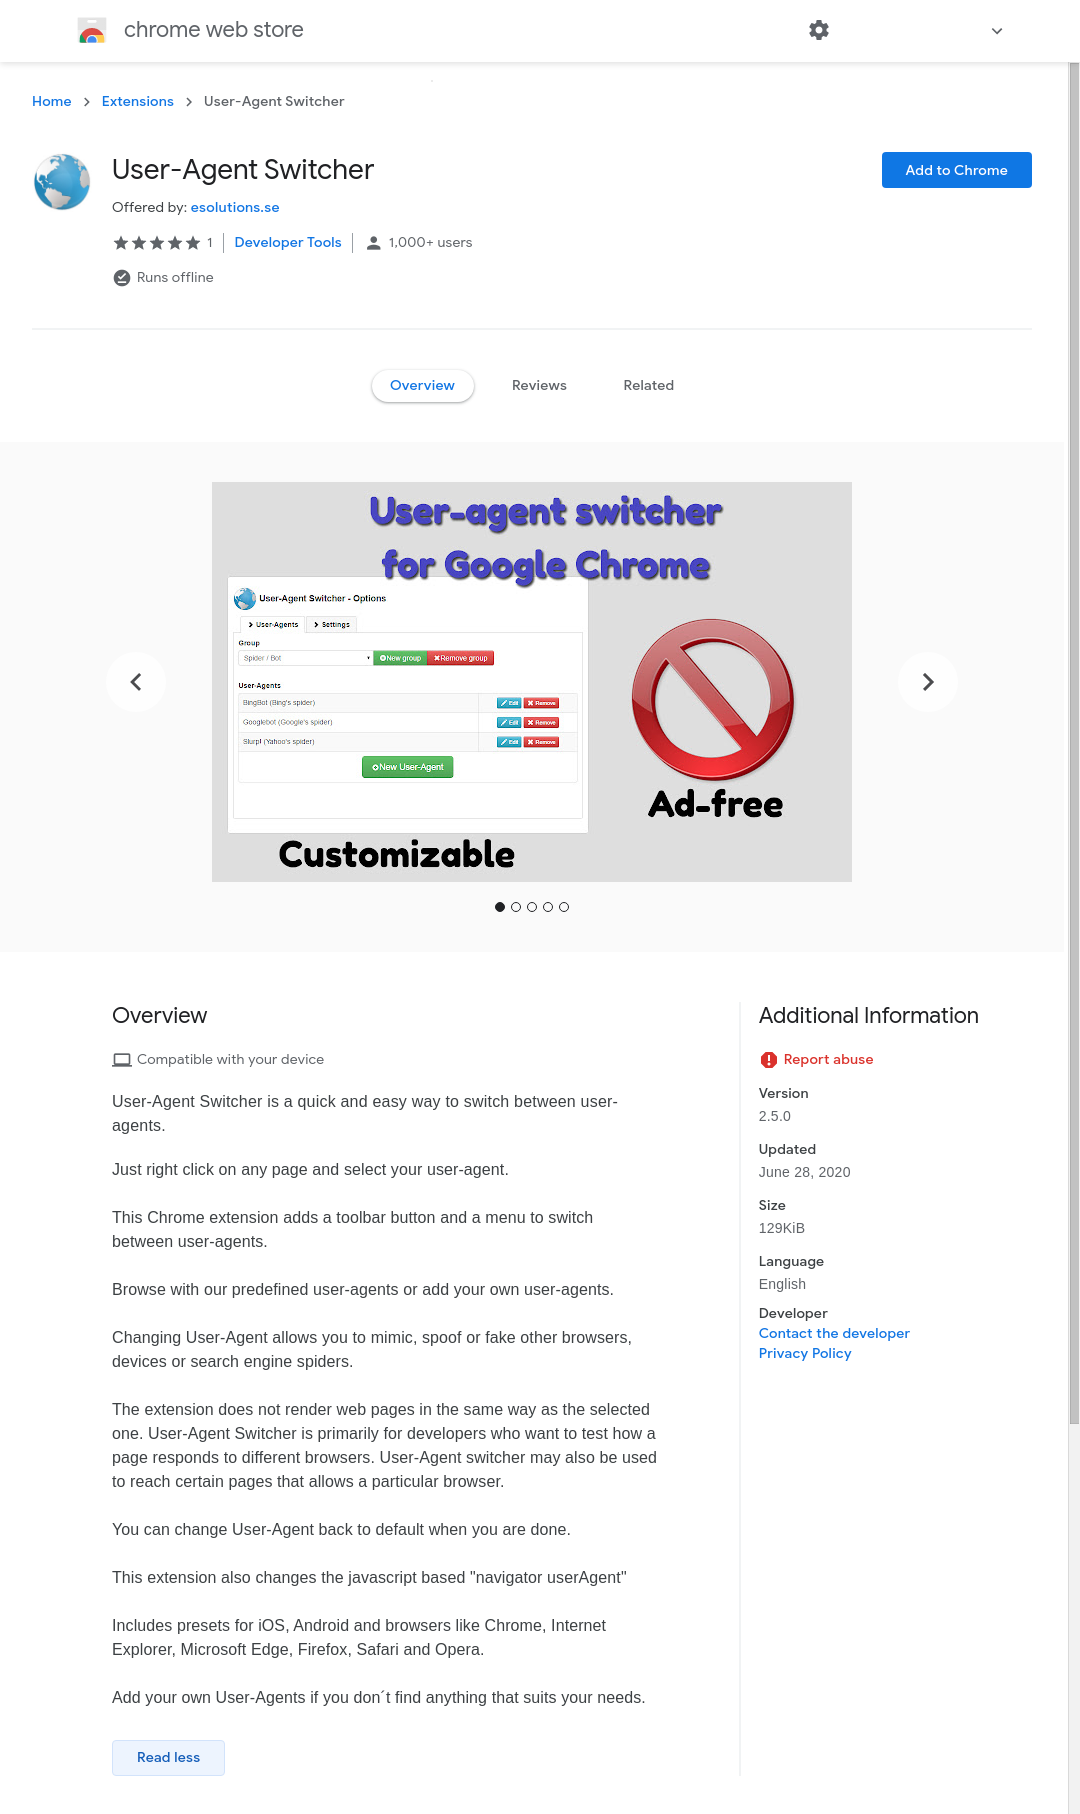 chrome web store
Home
Extensions
User-Agent Switcher
User-Agent Switcher
Add to Chrome
Offered by: esolutions.se
1
Developer Tools
1,000+ users
Runs offline
Overview
Reviews
Related
User-agent switcher
for Google Chrome
User-Agent Switcher - Options
User-Agents
Settings
Group
Spider / Bot
New group
Remove group
User-Agents
BingBot (Bing's spider)
Edit
Remove
Googlebot (Google's spider)
Edit
Remove
Slurp! (Yahoo's spider)
Edit
Remove
New User-Agent
Ad-free
Customizable
Overview
Compatible with your device
User-Agent Switcher is a quick and easy way to switch between user-
agents.
Just right click on any page and select your user-agent.
This Chrome extension adds a toolbar button and a menu to switch
between user-agents.
Browse with our predefined user-agents or add your own user-agents.
Changing User-Agent allows you to mimic, spoof or fake other browsers,
devices or search engine spiders.
The extension does not render web pages in the same way as the selected
one. User-Agent Switcher is primarily for developers who want to test how a
page responds to different browsers. User-Agent switcher may also be used
to reach certain pages that allows a particular browser.
You can change User-Agent back to default when you are done.
This extension also changes the javascript based "navigator userAgent"
Includes presets for iOS, Android and browsers like Chrome, Internet
Explorer, Microsoft Edge, Firefox, Safari and Opera.
Add your own User-Agents if you don´t find anything that suits your needs.
Read less
Additional Information
Report abuse
Version
2.5.0
Updated
June 28, 2020
Size
129KiB
Language
English
Developer
Contact the developer
Privacy Policy